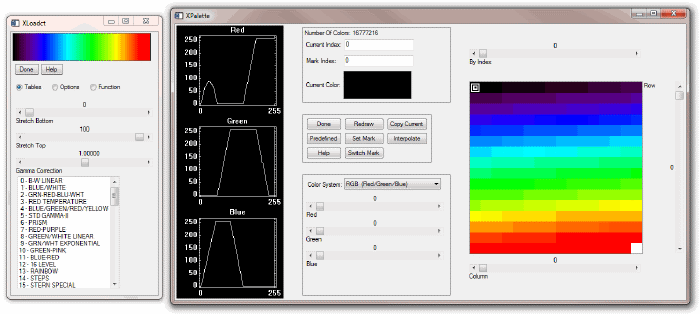 XLoadct
Done
Help
Tables
Options
Function
0
Stretch Bottom
100
Stretch Top
1.00000
Gamma Correction
0 - B-W LINEAR
1 - BLUE/WHITE
2 - GRN-RED-BLU-WHT
3 - RED TEMPERATURE
4 - BLUE/GREEN/RED/YELLOW
5 - STD GAMMA-II
6 - PRISM
7 - RED-PURPLE
8 - GREEN/WHITE LINEAR
9 - GRN/WHT EXPONENTIAL
10 - GREEN-PINK
11 - BLUE-RED
12 - 16 LEVEL
13 - RAINBOW
14 - STEPS
15 - STERN SPECIAL
XPalette
Red
250
200
150
100
50
0
0 255
Green
250
200
150
100
50
0
0 255
Blue
250
200
150
100
50
0
0 255
Number Of Colors: 16777216
Current Index: 0
Mark Index: 0
Current Color:
Done Redraw Copy Current
Predefined Set Mark Interpolate
Help Switch Mark
Color System: RGB (Red/Green/Blue)
0
Red
0
Green
0
Blue
0
By Index
Row
0
0
Column